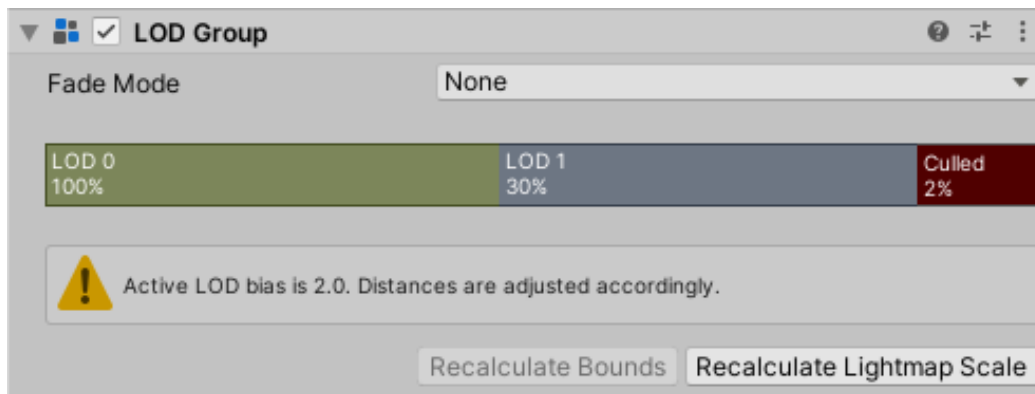 LOD Group
Fade Mode
None
LOD 0
100%
LOD 1
30%
Culled
2%
Active LOD bias is 2.0. Distances are adjusted accordingly.
Recalculate Bounds
Recalculate Lightmap Scale